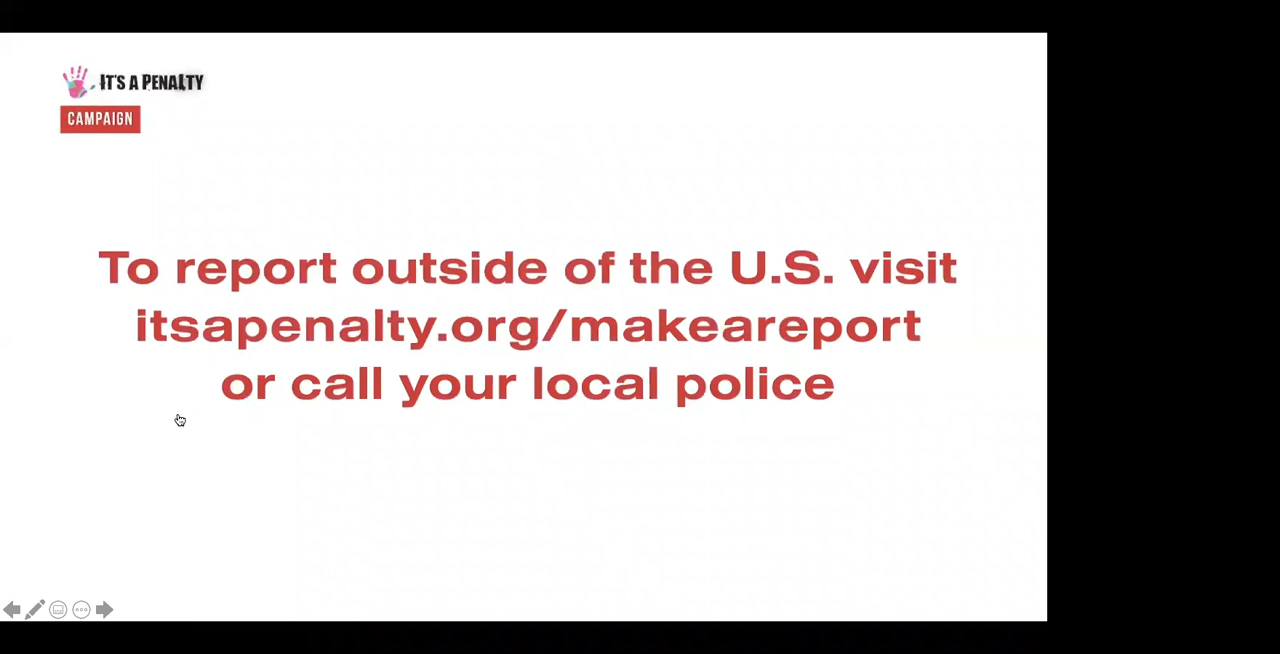 IT'S A PENALTY
CAMPAIGN
To report outside of the U.S. visit
itsapenalty.org/makeareport
or call your local police